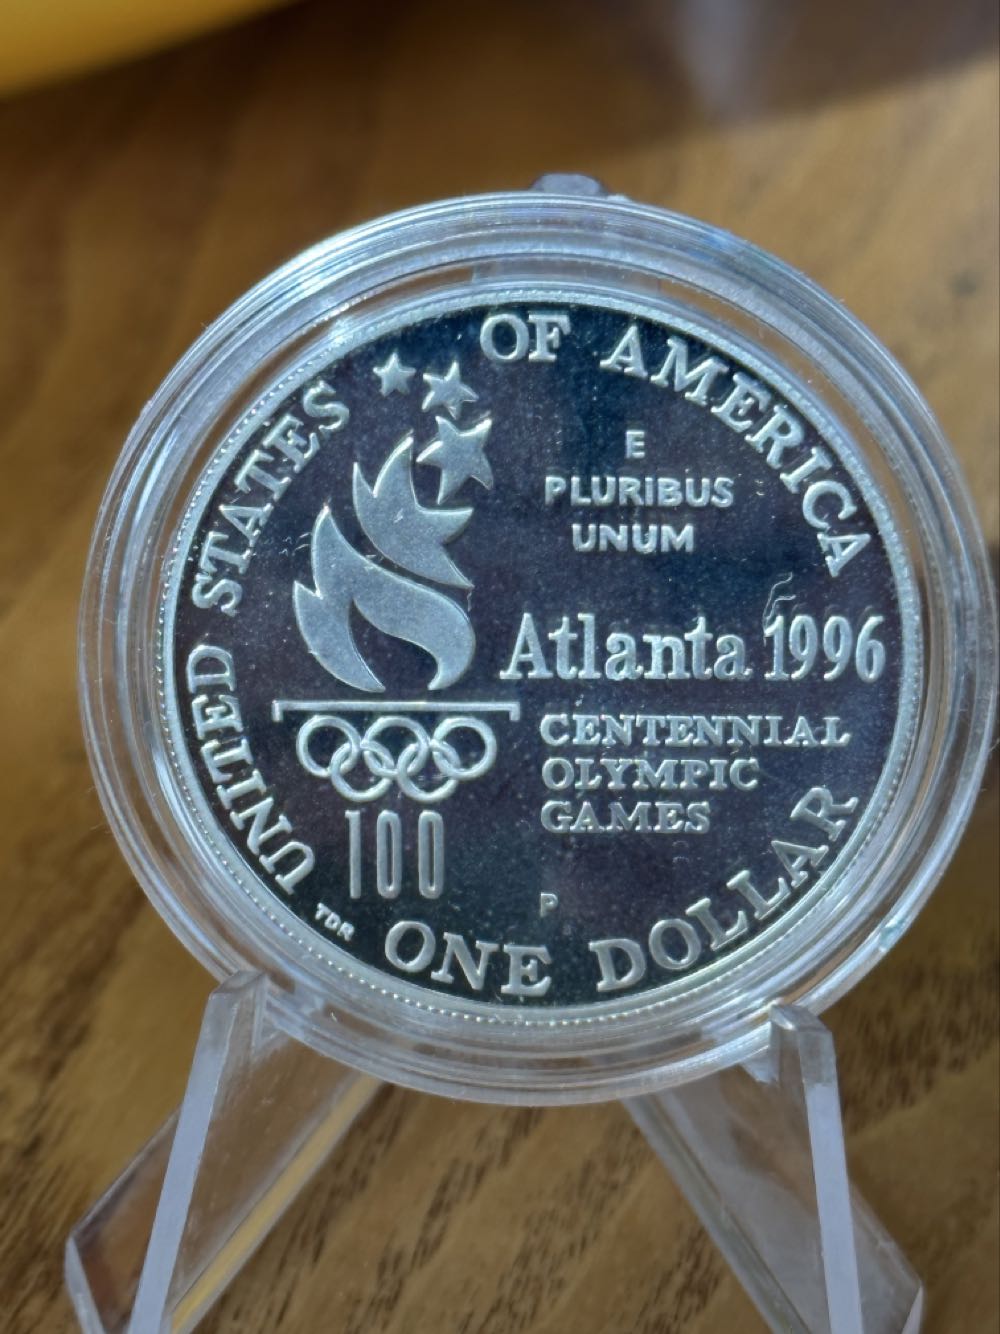 UNITED STATES OF AMERICA
E
PLURIBUS
UNUM
Atlanta 1996
CENTENNIAL
OLYMPIC
GAMES
100
P
TDR
ONE DOLLAR